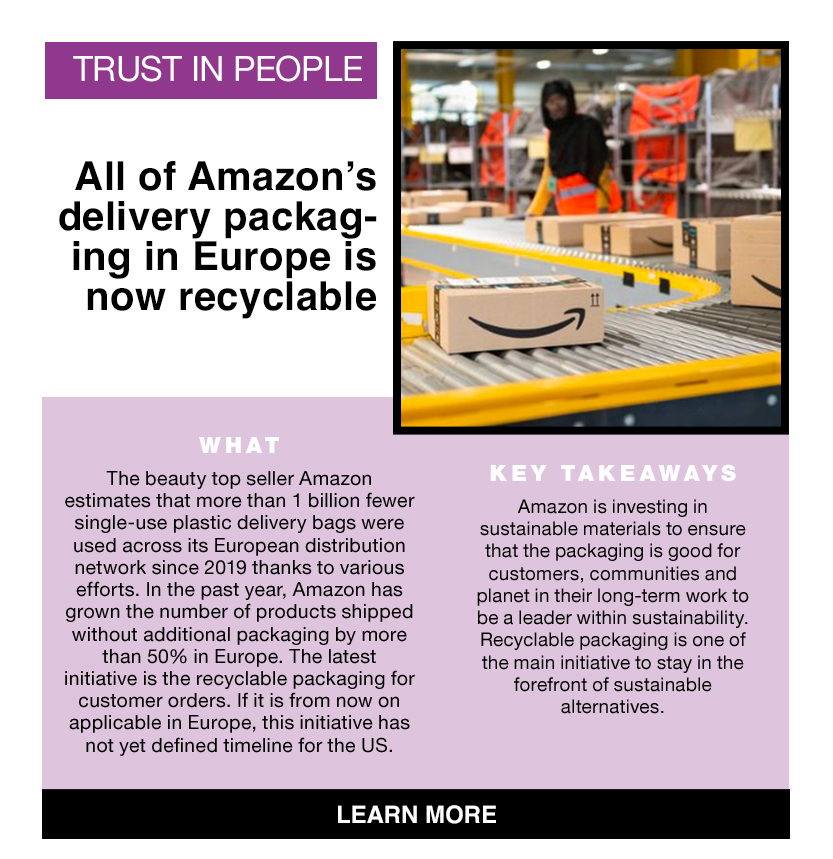 TRUST IN PEOPLE
All of Amazon’s
delivery packag-
ing in Europe is
now recyclable
WHAT
The beauty top seller Amazon
estimates that more than 1 billion fewer
single-use plastic delivery bags were
used across its European distribution
network since 2019 thanks to various
efforts. In the past year, Amazon has
grown the number of products shipped
without additional packaging by more
than 50% in Europe. The latest
initiative is the recyclable packaging for
customer orders. If it is from now on
applicable in Europe, this initiative has
not yet defined timeline for the US.
KEY TAKEAWAYS
Amazon is investing in
sustainable materials to ensure
that the packaging is good for
customers, communities and
planet in their long-term work to
be a leader within sustainability.
Recyclable packaging is one of
the main initiative to stay in the
forefront of sustainable
alternatives.
LEARN MORE